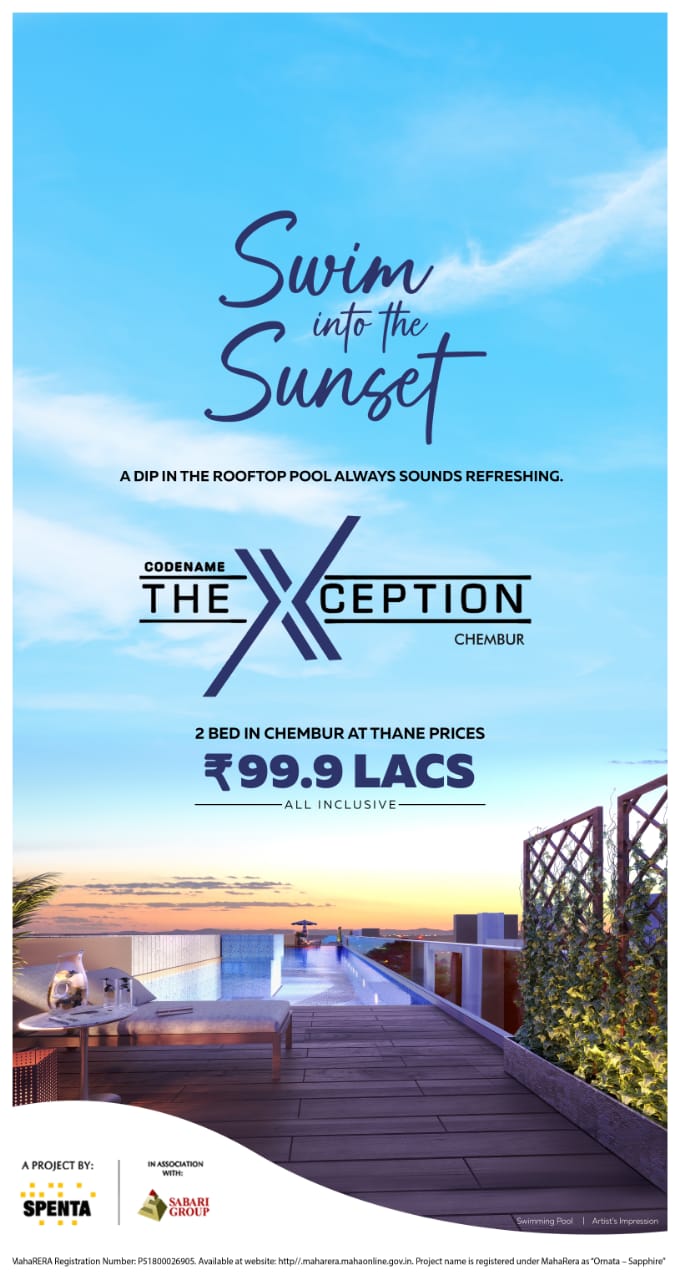 Swim
into the
Sunset
A DIP IN THE ROOFTOP POOL ALWAYS SOUNDS REFRESHING.
CODENAME
THE XCEPTION
CHEMBUR
2 BED IN CHEMBUR AT THANE PRICES
₹99.9 LACS
ALL INCLUSIVE
A PROJECT BY:
SPENTA
IN ASSOCIATION
WITH:
SABARI
GROUP
Swimming Pool | Artist's Impression
MahaRERA Registration Number: P51800026905. Available at website: http//.maharera.mahaonline.gov.in. Project name is registered under MahaRera as “Ornata – Sapphire”